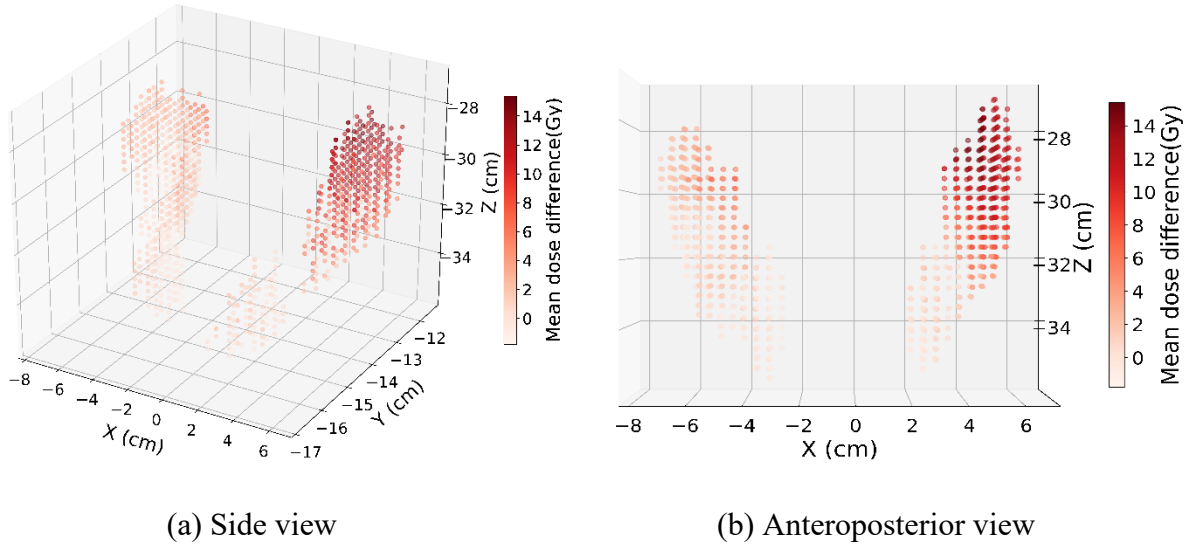 −28
−30
−32
−34
Z (cm)
14
12
10
8
6
4
2
0
Mean dose difference(Gy)
−12
−13
−14
−15
−16
−17
Y (cm)
−8 −6 −4 −2 0 2 4 6
X (cm)
(a) Side view
−28
−30
−32
−34
Z (cm)
14
12
10
8
6
4
2
0
Mean dose difference(Gy)
−8 −6 −4 −2 0 2 4 6
X (cm)
(b) Anteroposterior view